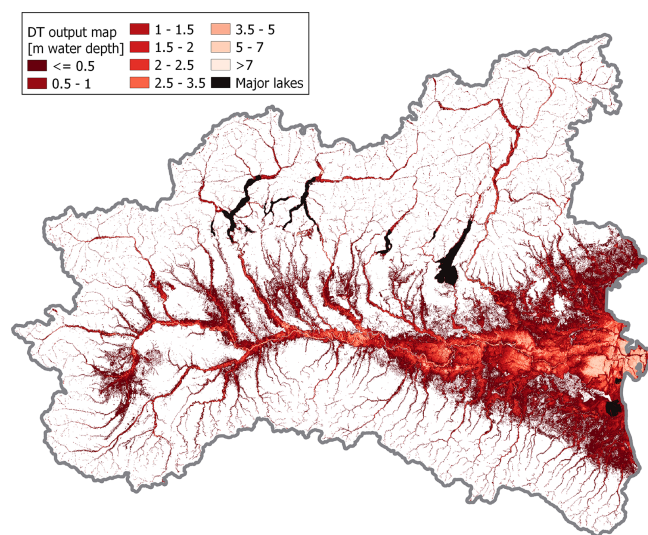 DT output map
[m water depth]
<= 0.5
0.5 - 1
1 - 1.5
1.5 - 2
2 - 2.5
2.5 - 3.5
3.5 - 5
5 - 7
>7
Major lakes